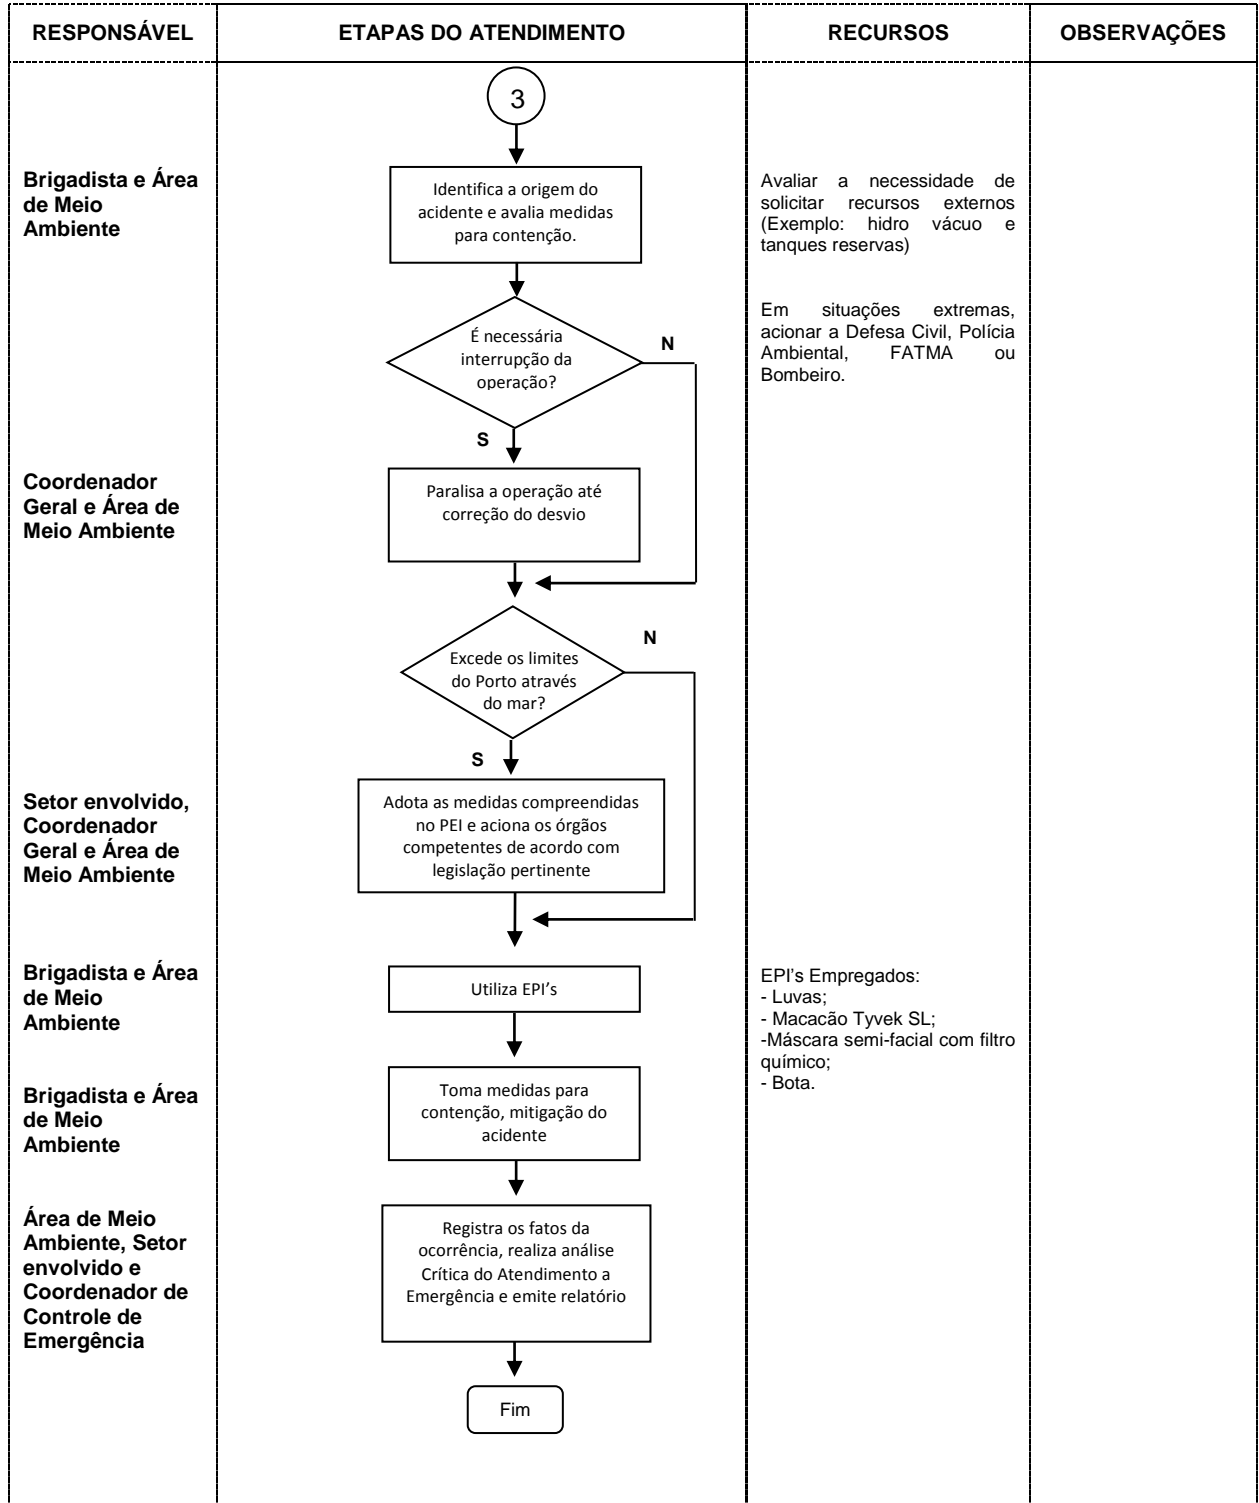 RESPONSÁVEL
ETAPAS DO ATENDIMENTO
RECURSOS
OBSERVAÇÕES
3
Brigadista e Área
de Meio
Ambiente
Identifica a origem do
acidente e avalia medidas
para contenção.
Avaliar a necessidade de
solicitar recursos externos
(Exemplo: hidro vácuo e
tanques reservas)
Em situações extremas,
acionar a Defesa Civil, Polícia
Ambiental, FATMA ou
Bombeiro.
É necessária
interrupção da
operação?
N
S
Coordenador
Geral e Área de
Meio Ambiente
Paralisa a operação até
correção do desvio
Excede os limites
do Porto através
do mar?
N
S
Setor envolvido,
Coordenador
Geral e Área de
Meio Ambiente
Adota as medidas compreendidas
no PEI e aciona os órgãos
competentes de acordo com
legislação pertinente
Brigadista e Área
de Meio
Ambiente
Utiliza EPI’s
EPI’s Empregados:
- Luvas;
- Macacão Tyvek SL;
-Máscara semi-facial com filtro
químico;
- Bota.
Brigadista e Área
de Meio
Ambiente
Toma medidas para
contenção, mitigação do
acidente
Área de Meio
Ambiente, Setor
envolvido e
Coordenador de
Controle de
Emergência
Registra os fatos da
ocorrência, realiza análise
Crítica do Atendimento a
Emergência e emite relatório
Fim